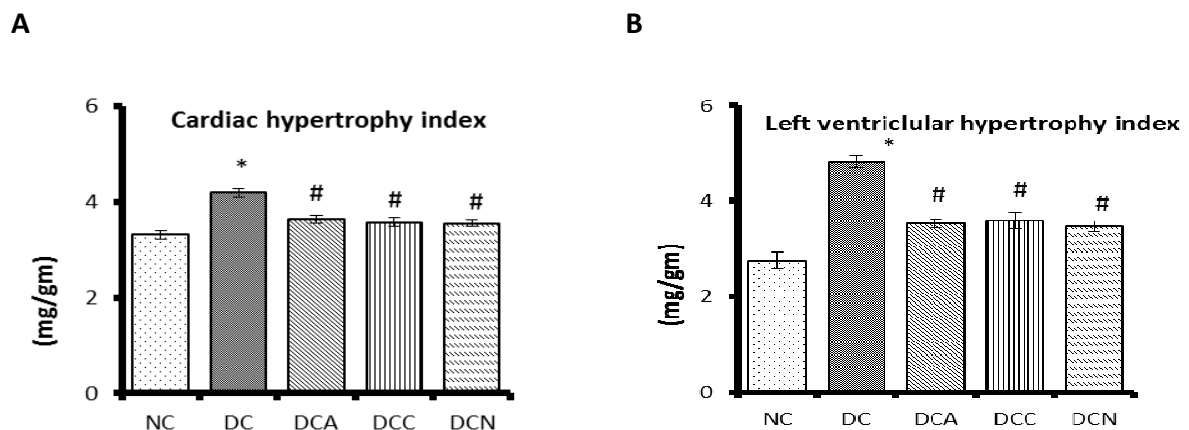 A
6
Cardiac hypertrophy index
*
#
#
#
4
2
0
(mg/gm)
NC DC DCA DCC DCN
B
6
Left ventriclular hypertrophy index
*
#
#
#
4
2
0
(mg/gm)
NC DC DCA DCC DCN